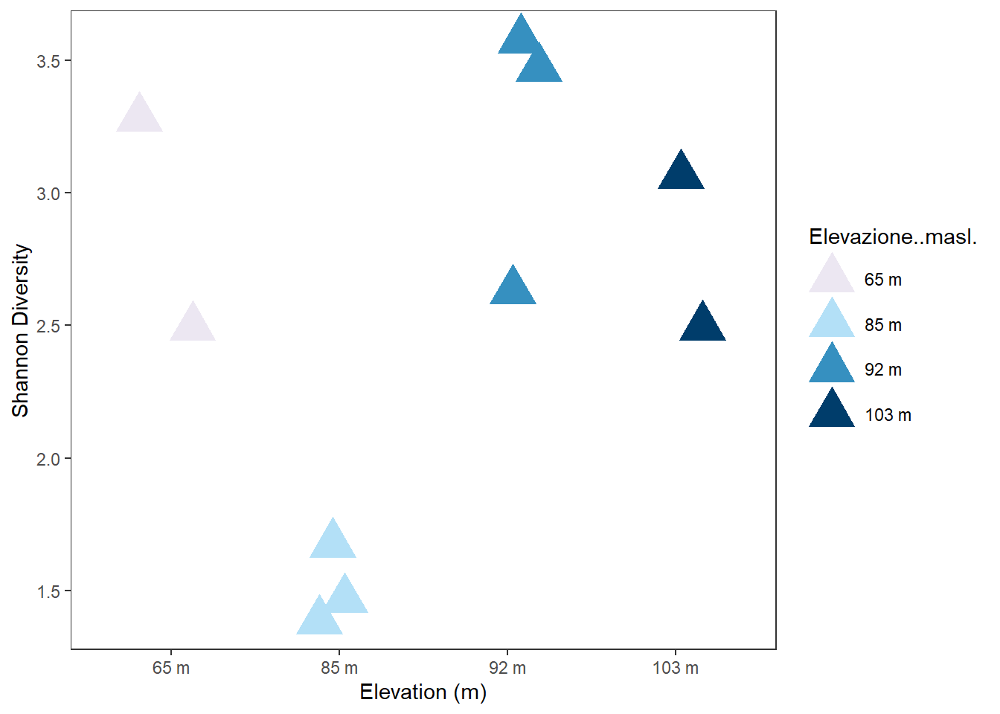 3.5
3.0
2.5
2.0
1.5
Shannon Diversity
65 m
85 m
92 m
103 m
Elevation (m)
Elevazione..masl.
65 m
85 m
92 m
103 m